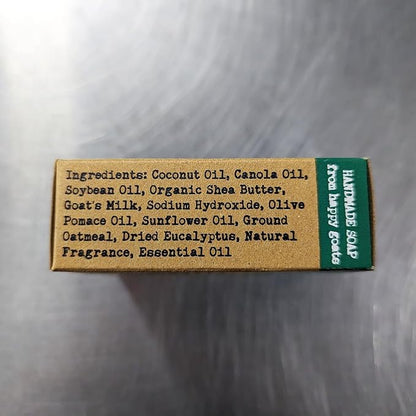 Ingredients: Coconut Oil, Canola Oil,
Soybean Oil, Organic Shea Butter,
Goat's Milk, Sodium Hydroxide, Olive
Pomace Oil, Sunflower Oil, Ground
Oatmeal, Dried Eucalyptus, Natural
Fragrance, Essential Oil
HANDMADE SOAP
from happy goats